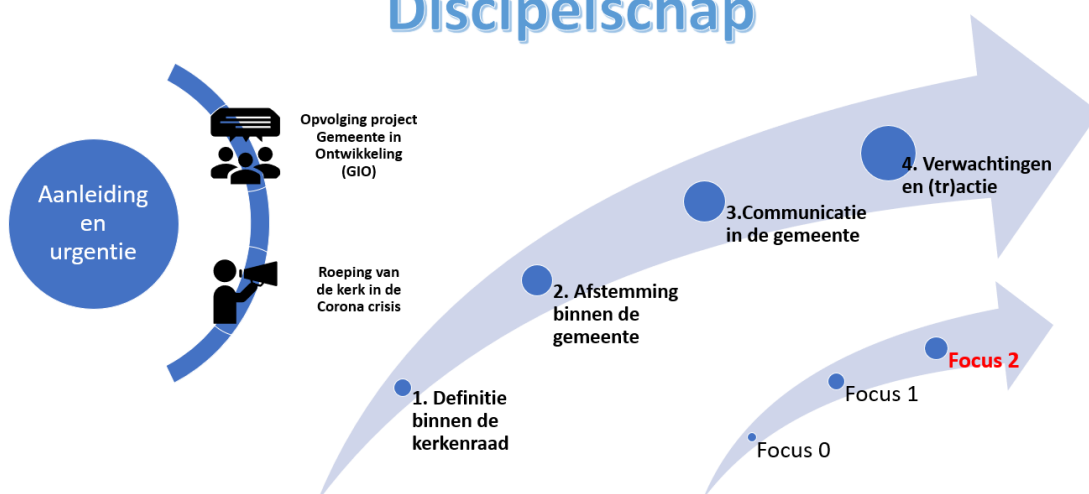 Discipelschap
Aanleiding
en
urgentie
Opvolging project
Gemeente in
Ontwikkeling
(GIO)
Roeping van
de kerk in de
Corona crisis
1. Definitie
binnen de
kerkenraad
2. Afstemming
binnen de
gemeente
3.Communicatie
in de gemeente
4. Verwachtingen
en (tr)actie
Focus 0
Focus 1
Focus 2